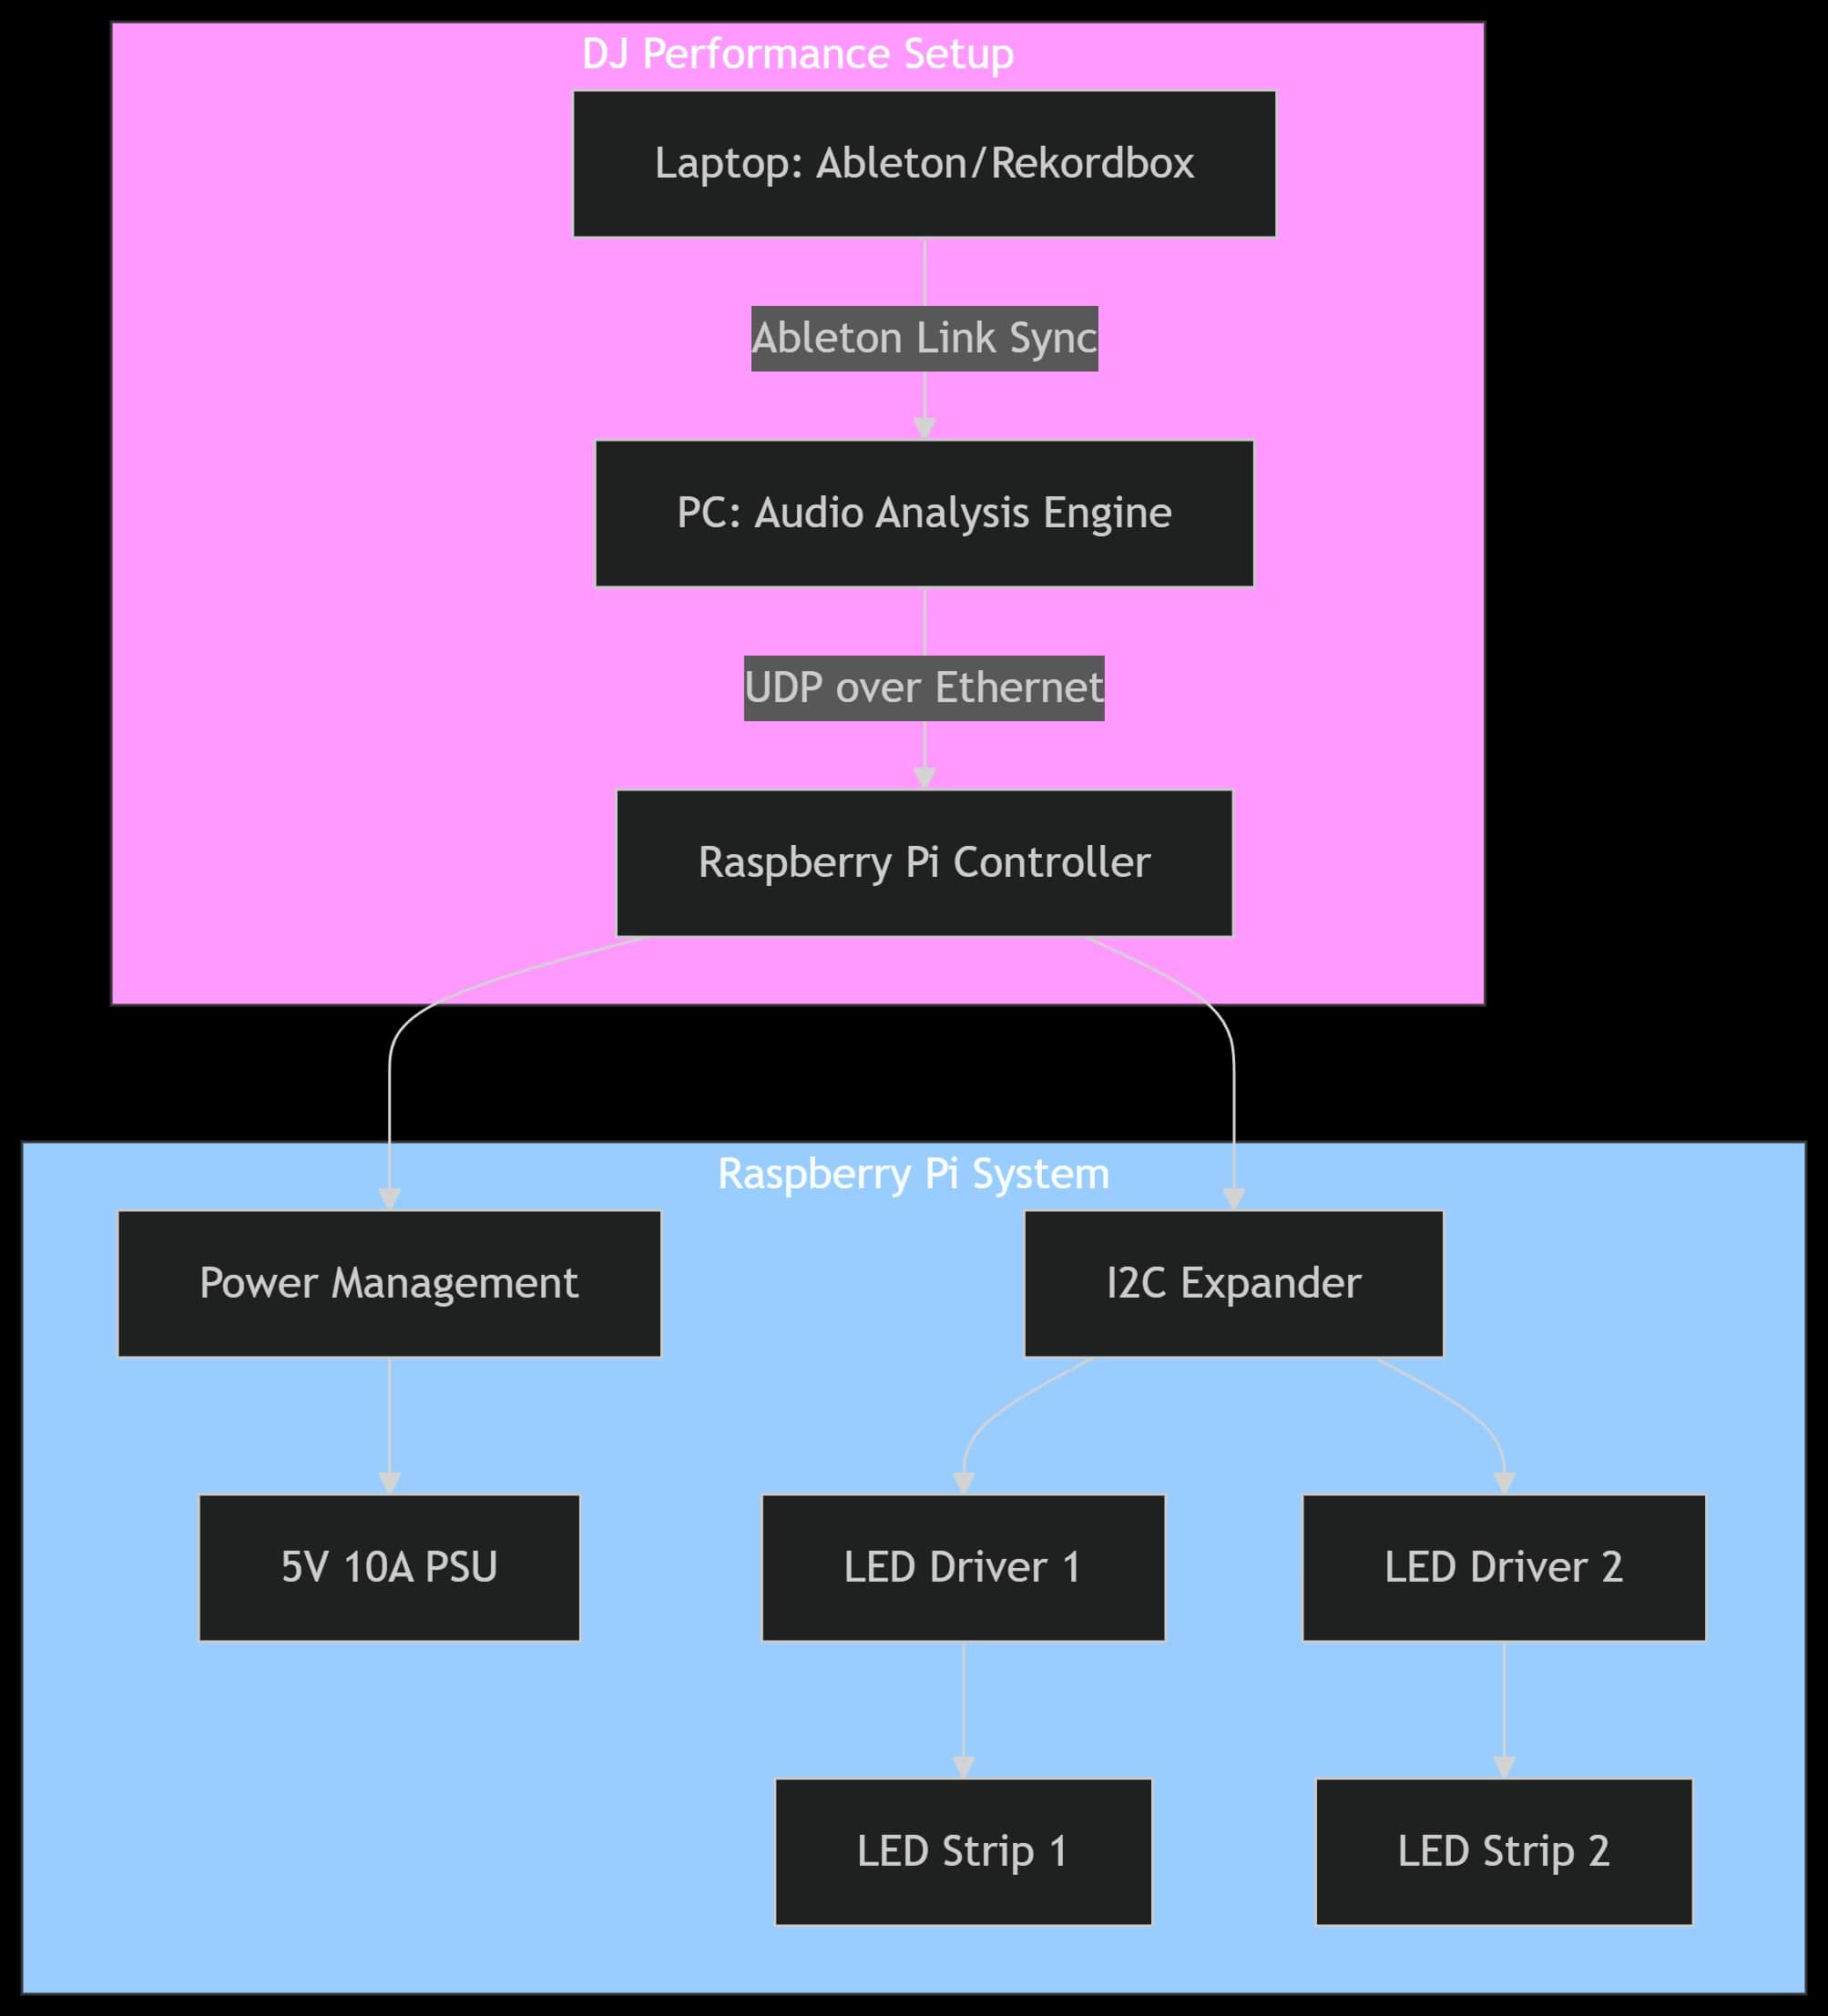 DJ Performance Setup
Laptop: Ableton/Rekordbox
Ableton Link Sync
PC: Audio Analysis Engine
UDP over Ethernet
Raspberry Pi Controller
Raspberry Pi System
Power Management
I2C Expander
5V 10A PSU
LED Driver 1
LED Driver 2
LED Strip 1
LED Strip 2